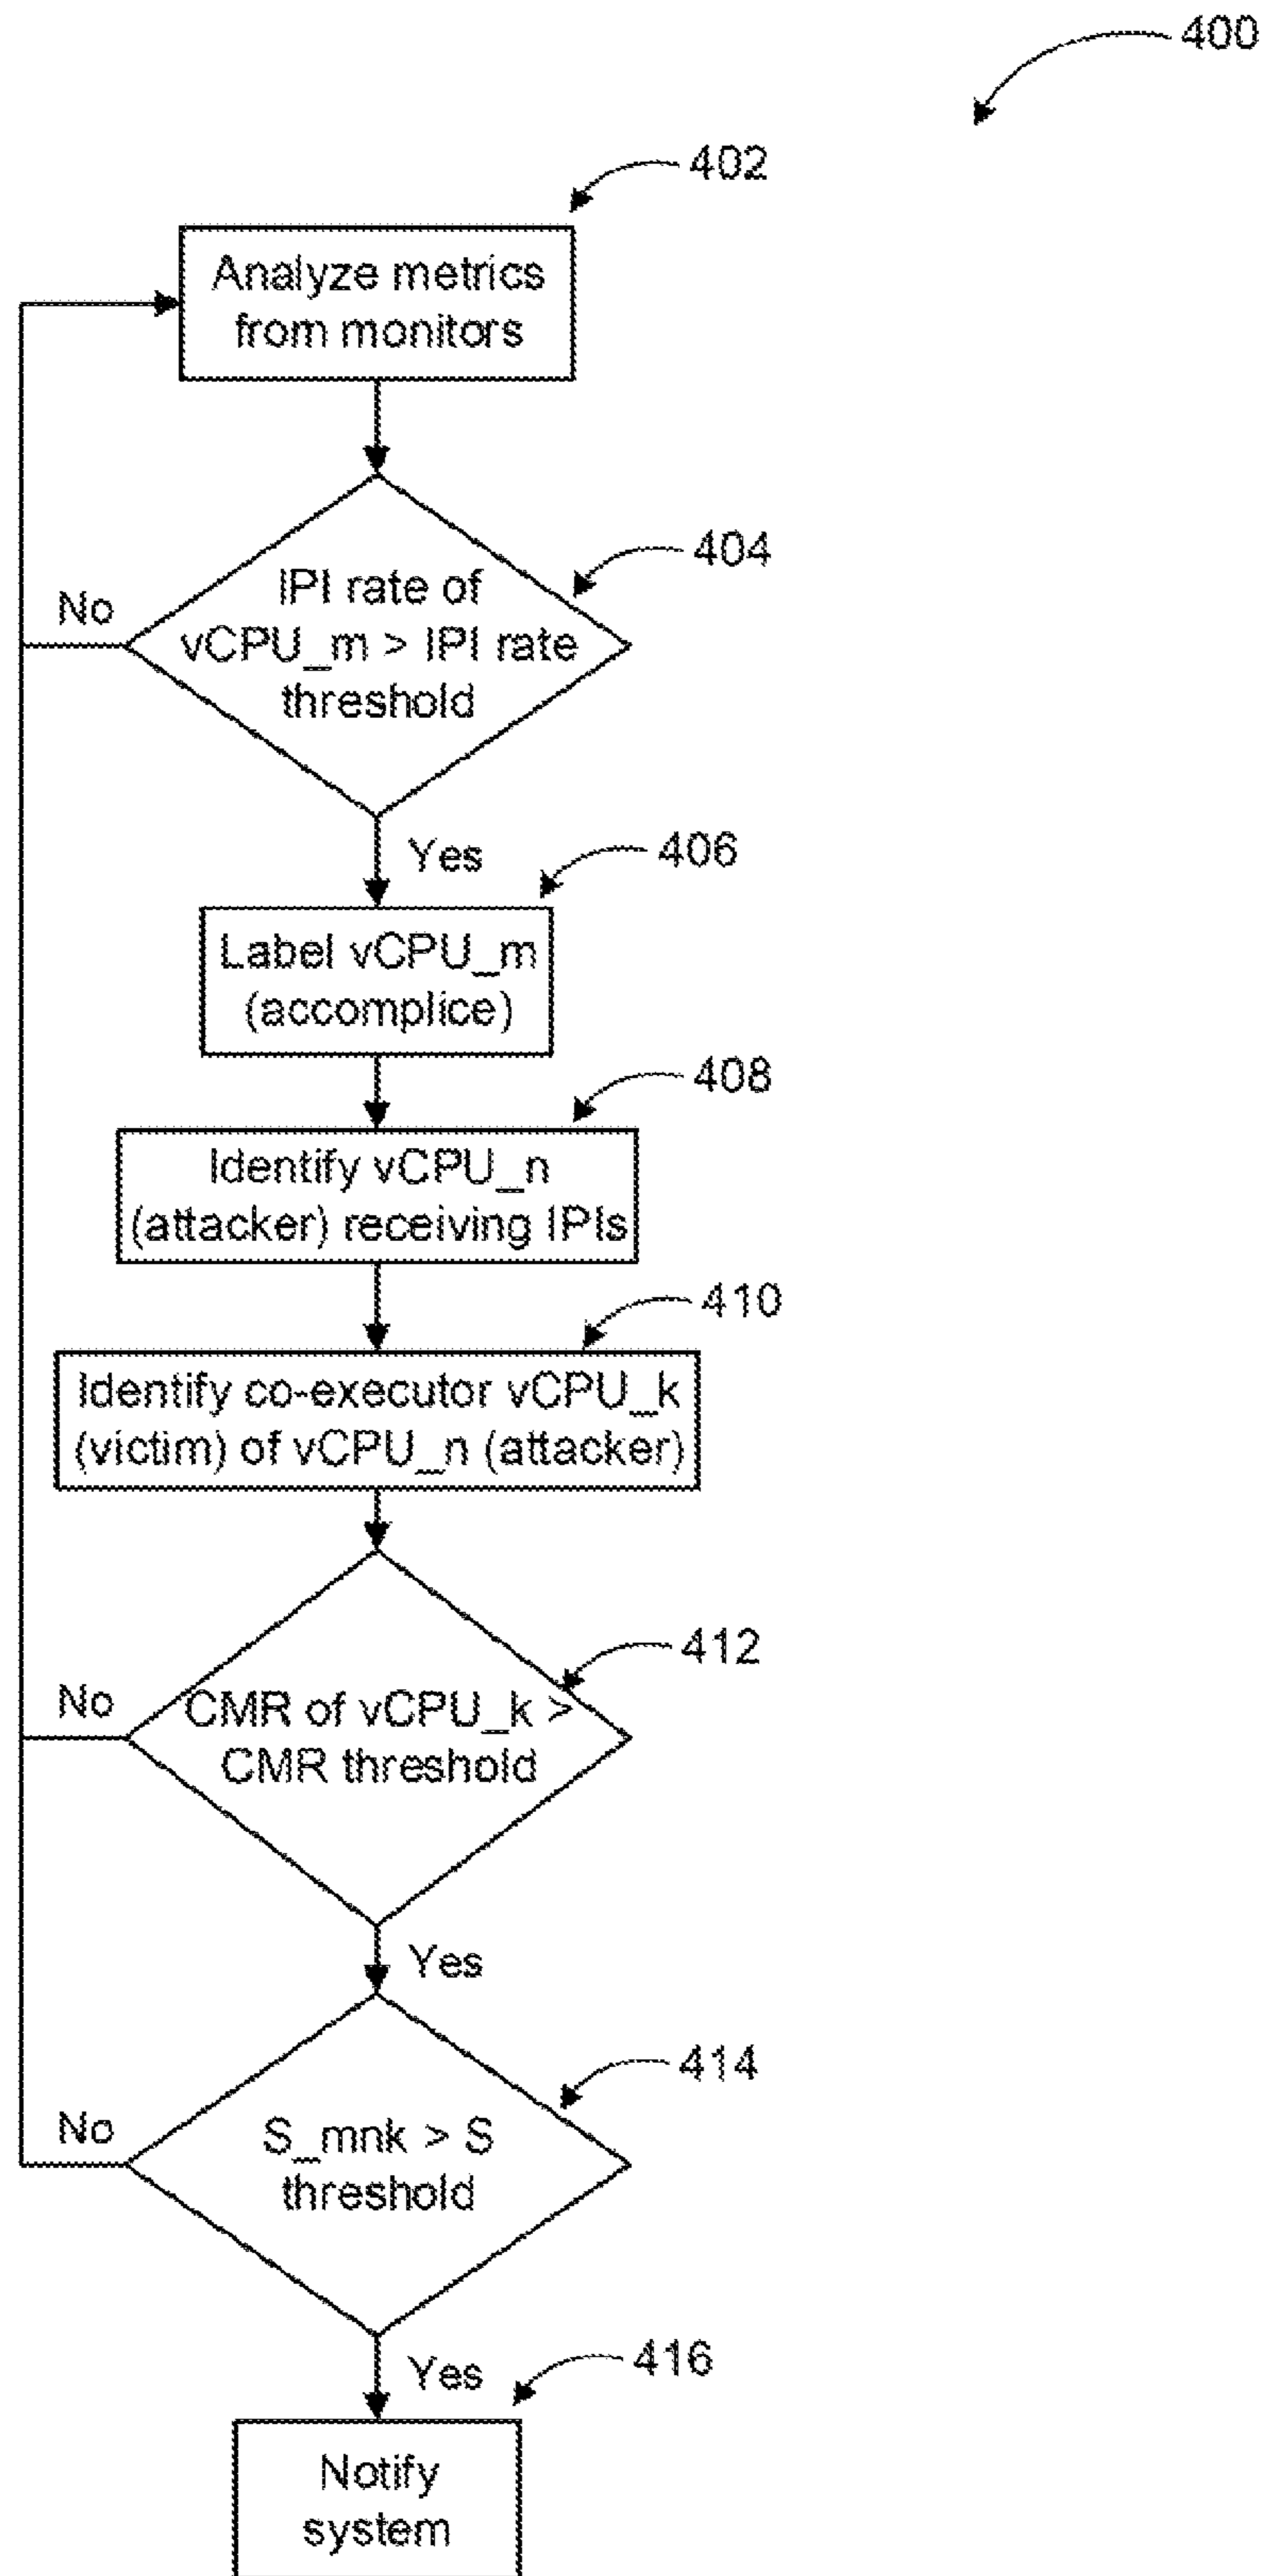 400
402
Analyze metrics
from monitors
404
IPI rate of
vCPU_m > IPI rate
threshold
No
Yes
406
Label vCPU_m
(accomplice)
408
Identify vCPU_n
(attacker) receiving IPIs
410
Identify co-executor vCPU_k
(victim) of vCPU_n (attacker)
412
No
CMR of vCPU_k >
CMR threshold
Yes
414
No
S_mnk > S
threshold
Yes
416
Notify
system